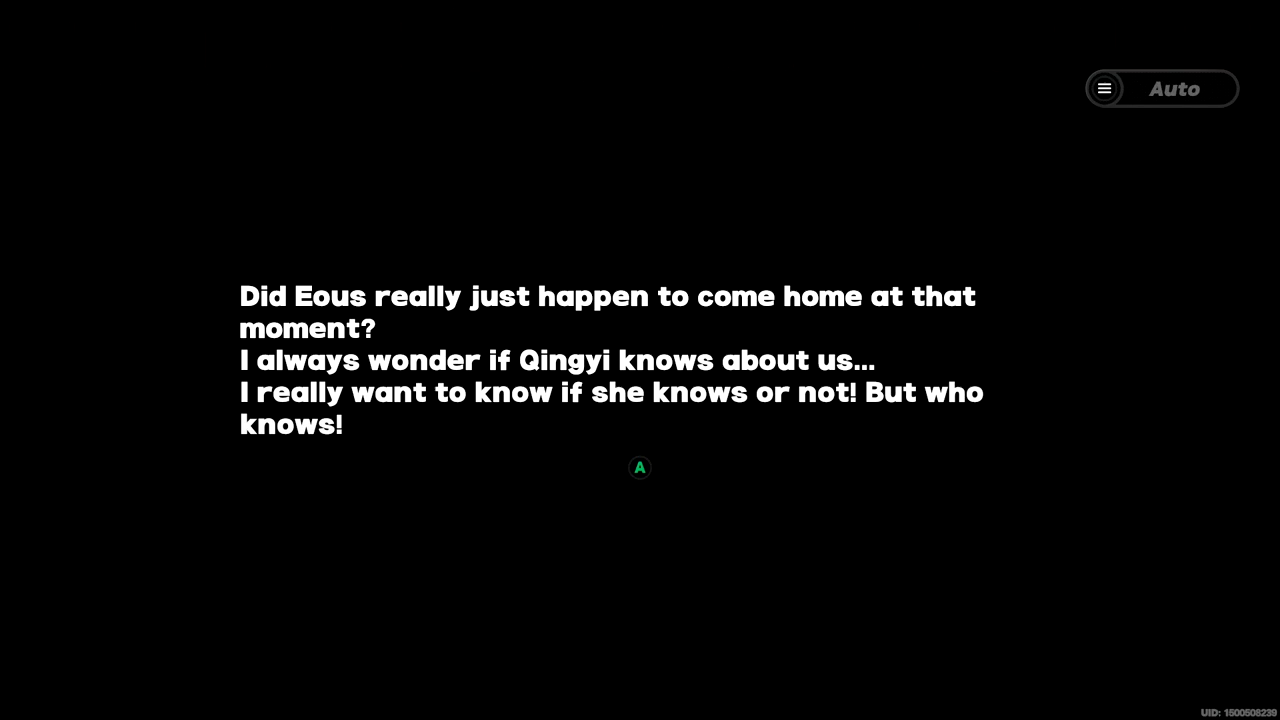 Auto
Did Eous really just happen to come home at that
moment?
I always wonder if Qingyi knows about us...
I really want to know if she knows or not! But who
knows!
A
UID: 1500508239